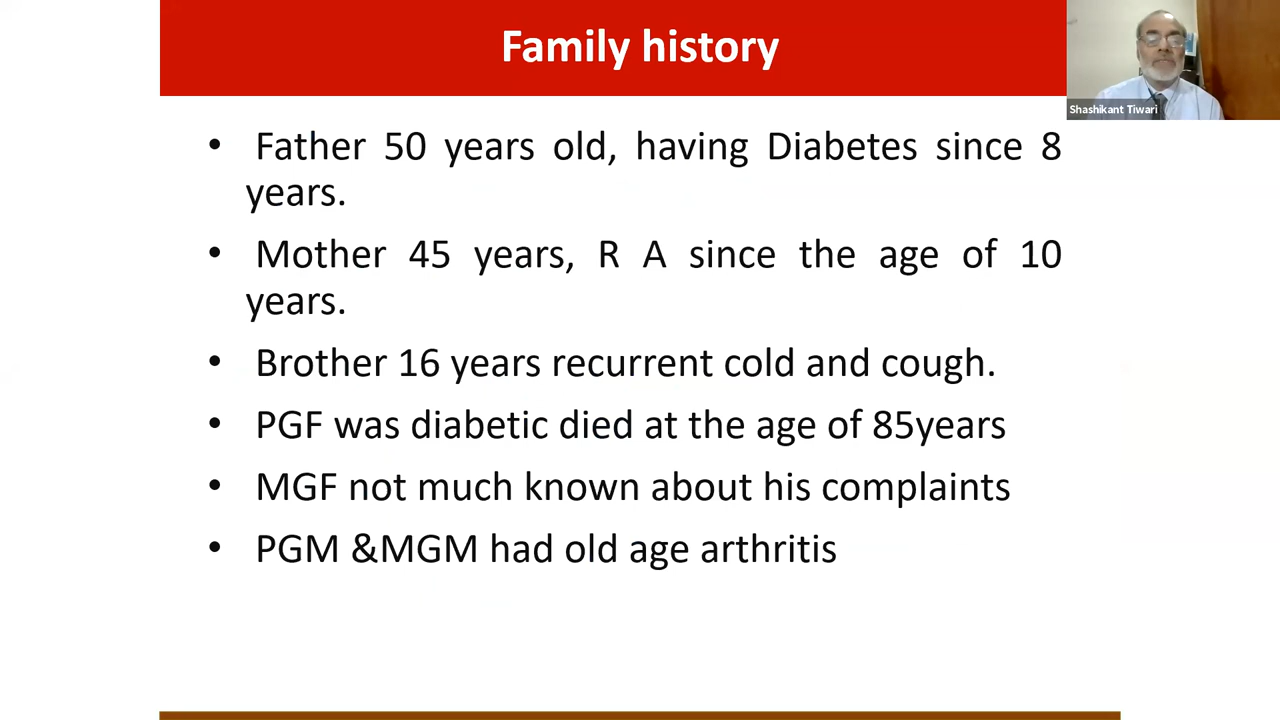 Family history
Shashikant Tiwari
• Father 50 years old, having Diabetes since 8
years.
• Mother 45 years, R A since the age of 10
years.
• Brother 16 years recurrent cold and cough.
• PGF was diabetic died at the age of 85years
• MGF not much known about his complaints
• PGM &MGM had old age arthritis